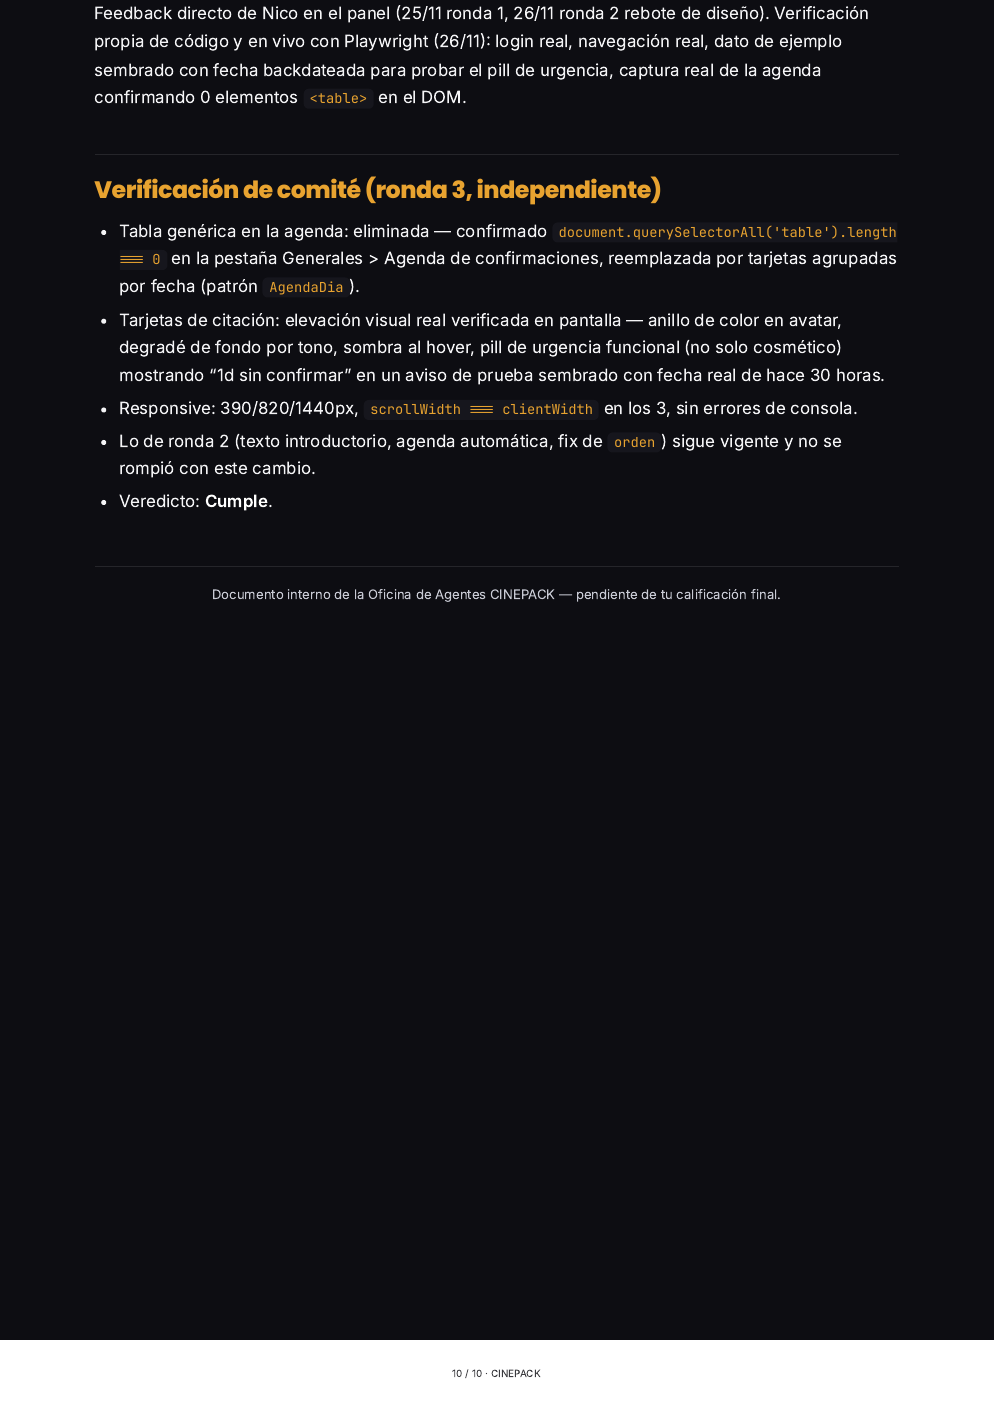 Feedback directo de Nico en el panel (25/11 ronda 1, 26/11 ronda 2 rebote de diseño). Verificación
propia de código y en vivo con Playwright (26/11): login real, navegación real, dato de ejemplo
sembrado con fecha backdateada para probar el pill de urgencia, captura real de la agenda
confirmando 0 elementos <table> en el DOM.
Verificación de comité (ronda 3, independiente)
• Tabla genérica en la agenda: eliminada — confirmado document.querySelectorAll('table').length
=== 0 en la pestaña Generales > Agenda de confirmaciones, reemplazada por tarjetas agrupadas
por fecha (patrón AgendaDia).
• Tarjetas de citación: elevación visual real verificada en pantalla — anillo de color en avatar,
degradé de fondo por tono, sombra al hover, pill de urgencia funcional (no solo cosmético)
mostrando “1d sin confirmar” en un aviso de prueba sembrado con fecha real de hace 30 horas.
• Responsive: 390/820/1440px, scrollWidth === clientWidth en los 3, sin errores de consola.
• Lo de ronda 2 (texto introductorio, agenda automática, fix de orden) sigue vigente y no se
rompió con este cambio.
• Veredicto: Cumple.
Documento interno de la Oficina de Agentes CINEPACK — pendiente de tu calificación final.
10 / 10 · CINEPACK